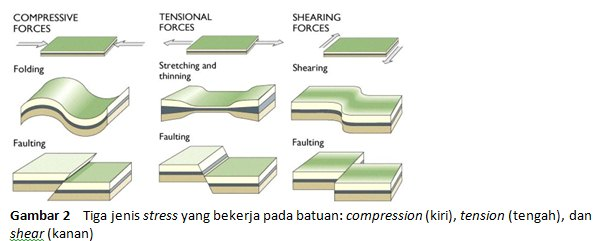 COMPRESSIVE
FORCES
Folding
Faulting
TENSIONAL
FORCES
Stretching and
thinning
Faulting
SHEARING
FORCES
Shearing
Faulting
Gambar 2 Tiga jenis stress yang bekerja pada batuan: compression (kiri), tension (tengah), dan
shear (kanan)